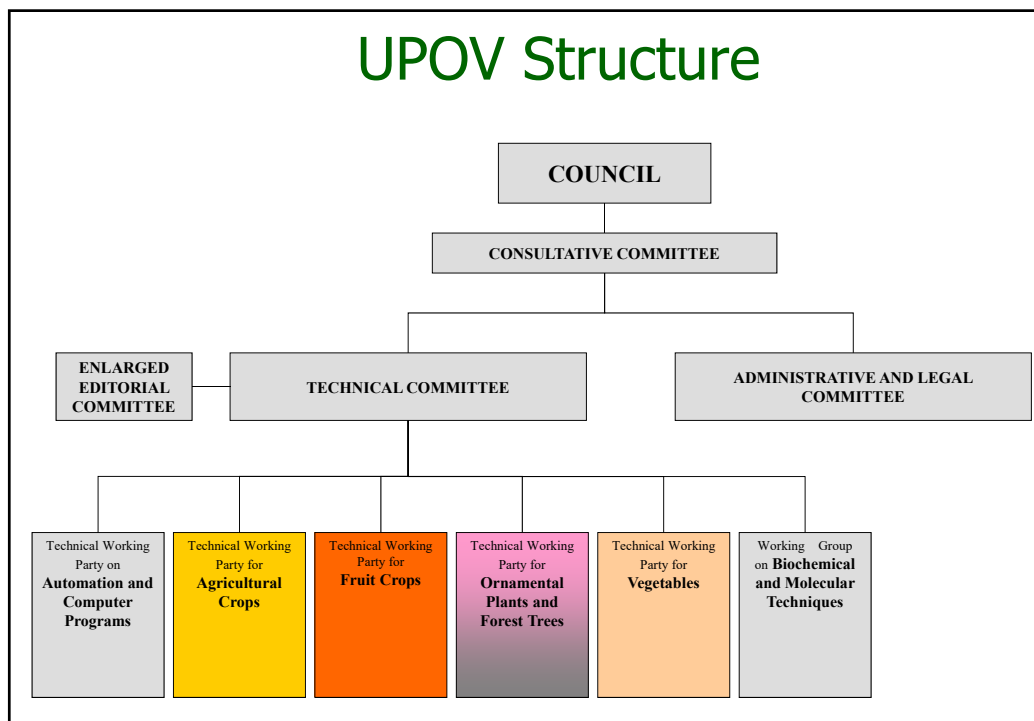 UPOV Structure
COUNCIL
CONSULTATIVE COMMITTEE
ENLARGED
EDITORIAL
COMMITTEE
TECHNICAL COMMITTEE
ADMINISTRATIVE AND LEGAL
COMMITTEE
Technical Working
Party on
Automation and
Computer
Programs
Technical Working
Party for
Agricultural
Crops
Technical Working
Party for
Fruit Crops
Technical Working
Party for
Ornamental
Plants and
Forest Trees
Technical Working
Party for
Vegetables
Working Group
on Biochemical
and Molecular
Techniques